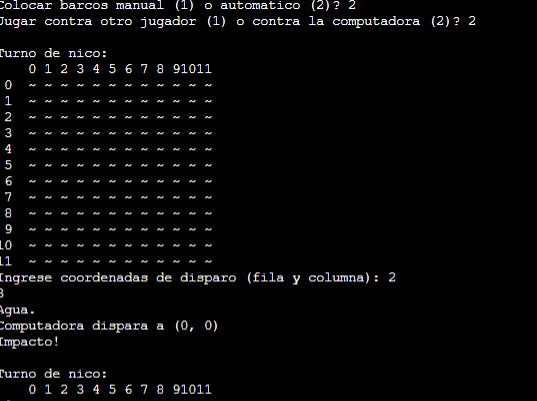 Colocar barcos manual (1) o automatico (2)? 2
Jugar contra otro jugador (1) o contra la computadora (2)? 2
Turno de nico:
0 1 2 3 4 5 6 7 8 91011
0 ~ ~ ~ ~ ~ ~ ~ ~ ~ ~ ~ ~
1 ~ ~ ~ ~ ~ ~ ~ ~ ~ ~ ~ ~
2 ~ ~ ~ ~ ~ ~ ~ ~ ~ ~ ~ ~
3 ~ ~ ~ ~ ~ ~ ~ ~ ~ ~ ~ ~
4 ~ ~ ~ ~ ~ ~ ~ ~ ~ ~ ~ ~
5 ~ ~ ~ ~ ~ ~ ~ ~ ~ ~ ~ ~
6 ~ ~ ~ ~ ~ ~ ~ ~ ~ ~ ~ ~
7 ~ ~ ~ ~ ~ ~ ~ ~ ~ ~ ~ ~
8 ~ ~ ~ ~ ~ ~ ~ ~ ~ ~ ~ ~
9 ~ ~ ~ ~ ~ ~ ~ ~ ~ ~ ~ ~
10 ~ ~ ~ ~ ~ ~ ~ ~ ~ ~ ~ ~
11 ~ ~ ~ ~ ~ ~ ~ ~ ~ ~ ~ ~
Ingrese coordenadas de disparo (fila y columna): 2
Agua.
Computadora dispara a (0, 0)
Impacto!
Turno de nico:
0 1 2 3 4 5 6 7 8 91011